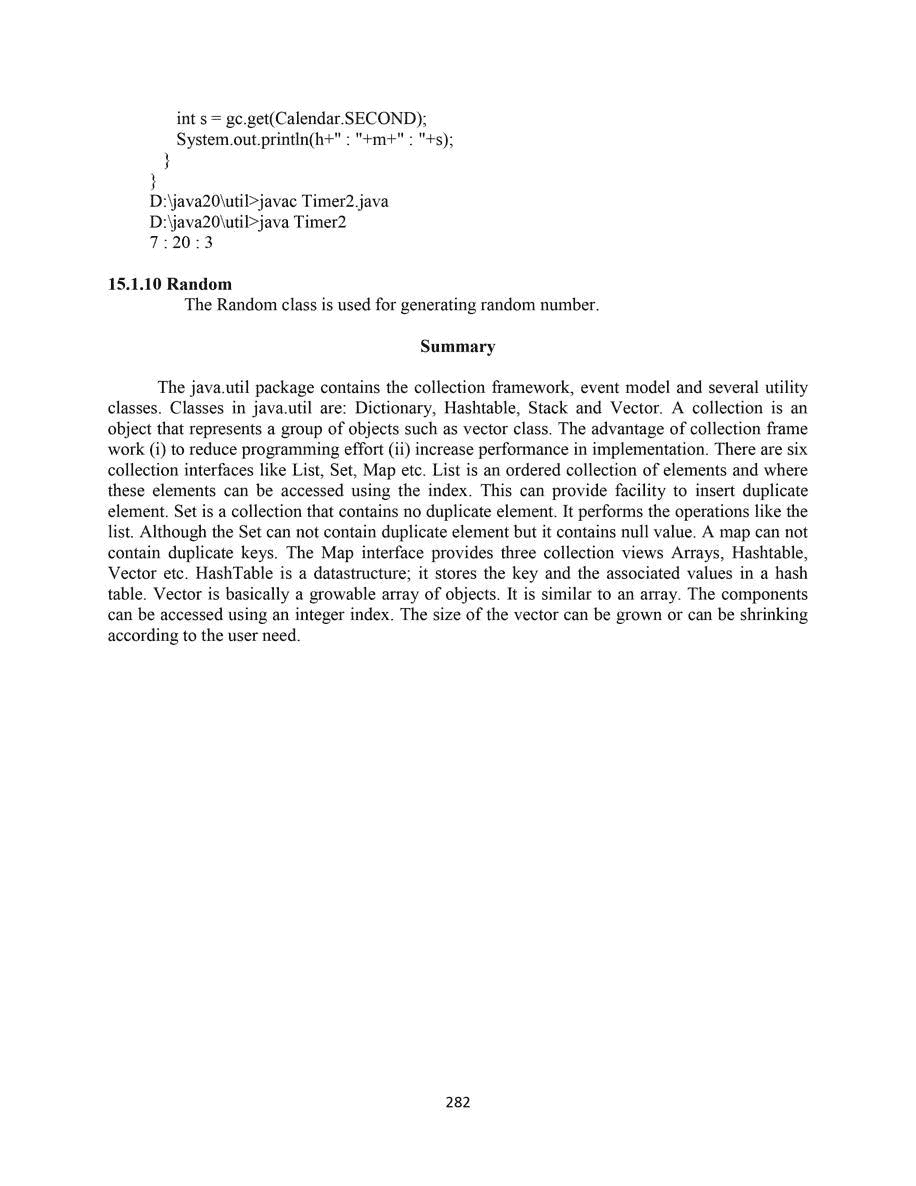 int s = gc.get(Calendar.SECOND);
System.out.println(h+" : "+m+" : "+s);
}
}
D:\java20\util>javac Timer2.java
D:\java20\util>java Timer2
7 : 20 : 3
15.1.10 Random
The Random class is used for generating random number.
Summary
The java.util package contains the collection framework, event model and several utility
classes. Classes in java.util are: Dictionary, Hashtable, Stack and Vector. A collection is an
object that represents a group of objects such as vector class. The advantage of collection frame
work (i) to reduce programming effort (ii) increase performance in implementation. There are six
collection interfaces like List, Set, Map etc. List is an ordered collection of elements and where
these elements can be accessed using the index. This can provide facility to insert duplicate
element. Set is a collection that contains no duplicate element. It performs the operations like the
list. Although the Set can not contain duplicate element but it contains null value. A map can not
contain duplicate keys. The Map interface provides three collection views Arrays, Hashtable,
Vector etc. HashTable is a datastructure; it stores the key and the associated values in a hash
table. Vector is basically a growable array of objects. It is similar to an array. The components
can be accessed using an integer index. The size of the vector can be grown or can be shrinking
according to the user need.
282